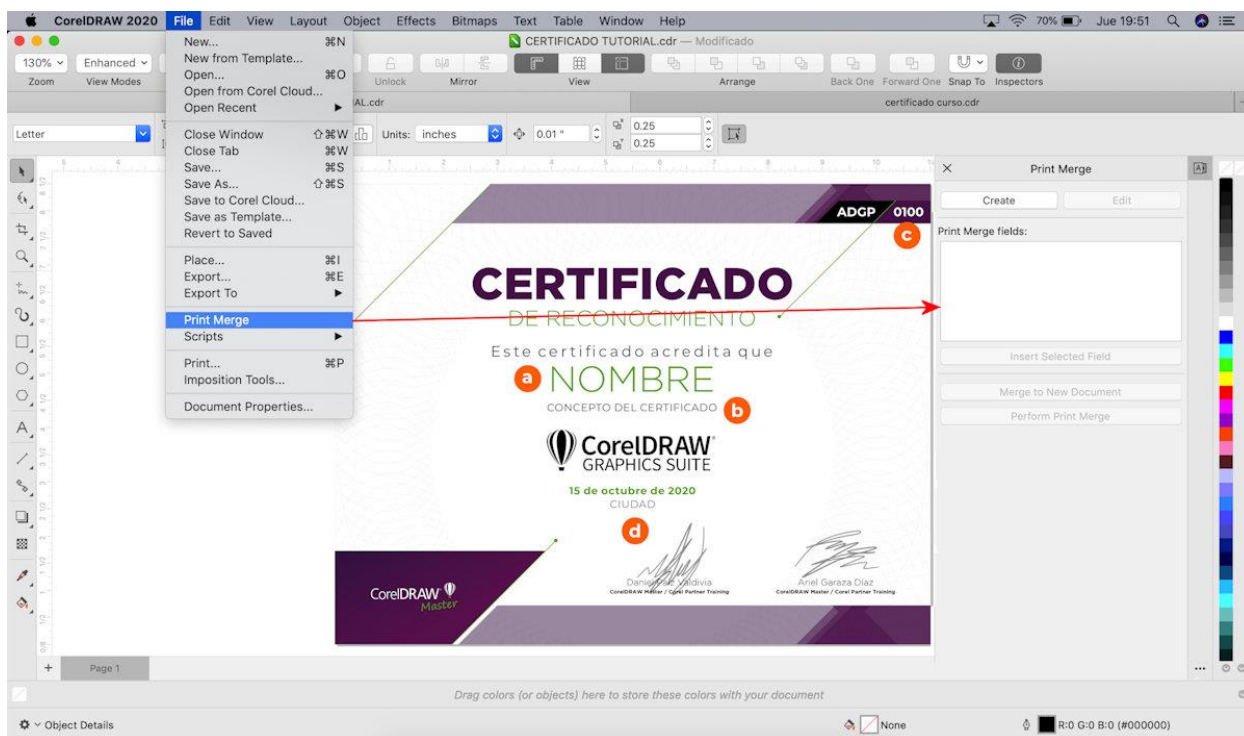 CorelDRAW 2020 File Edit View Layout Object Effects Bitmaps Text Table Window Help 70% Jue 19:51
CERTIFICADO TUTORIAL.cdr — Modificado
130% Enhanced
Zoom View Modes Unlock Mirror View Arrange Back One Forward One Snap To Inspectors
IAL.cdr certificado curso.cdr
Letter Units: inches 0.01 " 0.25
0.25
New... ⌘N
New from Template...
Open... ⌘O
Open from Corel Cloud...
Open Recent
Close Window ⇧⌘W
Close Tab ⌘W
Save... ⌘S
Save As... ⇧⌘S
Save to Corel Cloud...
Save as Template...
Revert to Saved
Place... ⌘I
Export... ⌘E
Export To
Print Merge
Scripts
Print... ⌘P
Imposition Tools...
Document Properties...
ADGP 0100
c
CERTIFICADO
DE RECONOCIMIENTO
Este certificado acredita que
a NOMBRE
CONCEPTO DEL CERTIFICADO b
CorelDRAW
GRAPHICS SUITE
15 de octubre de 2020
CIUDAD
d
Ariel Garaza Díaz
CorelDRAW Master / Corel Partner Training CorelDRAW Master / Corel Partner Training
CorelDRAW
Master
Print Merge
Create Edit
Print Merge fields:
Insert Selected Field
Merge to New Document
Perform Print Merge
Page 1
Drag colors (or objects) here to store these colors with your document
Object Details None R:0 G:0 B:0 (#000000)